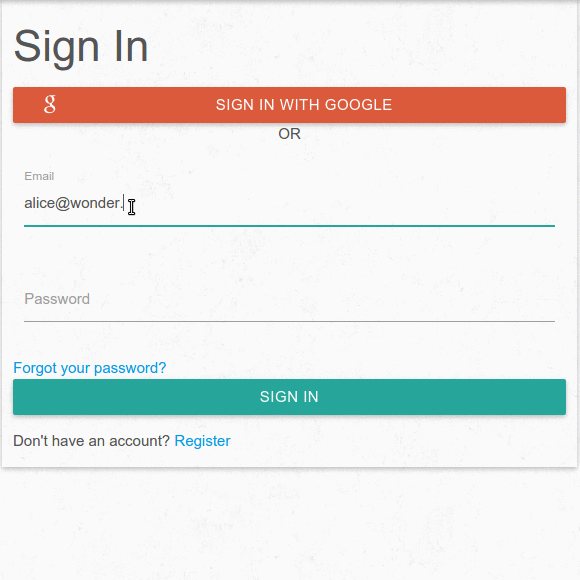 Sign In
g SIGN IN WITH GOOGLE
OR
Email
alice@wonder.
Password
Forgot your password?
SIGN IN
Don't have an account? Register